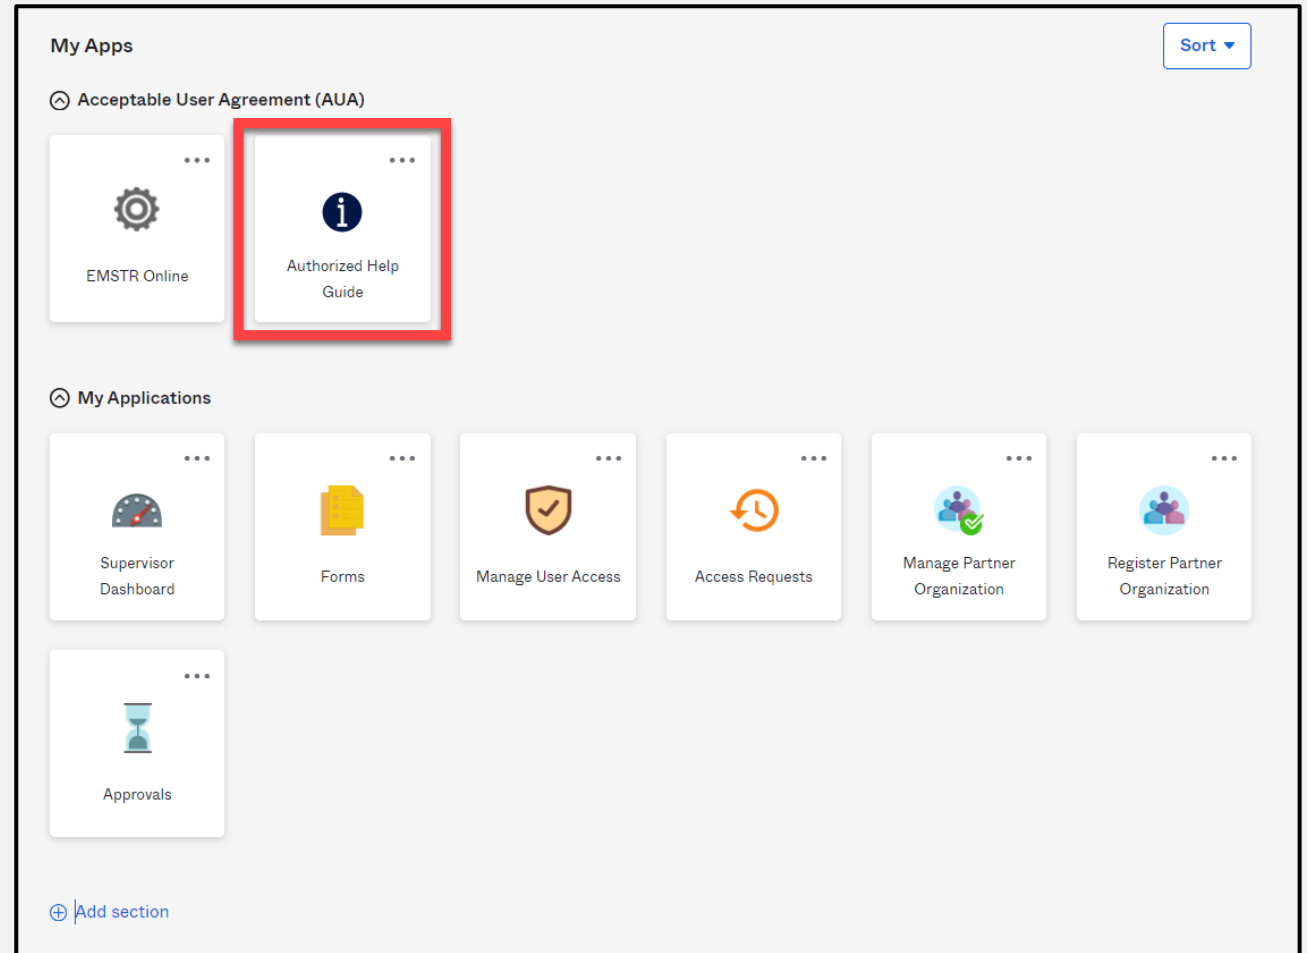 My Apps
Sort
Acceptable User Agreement (AUA)
EMSTR Online
Authorized Help
Guide
My Applications
Supervisor
Dashboard
Forms
Manage User Access
Access Requests
Manage Partner
Organization
Register Partner
Organization
Approvals
Add section